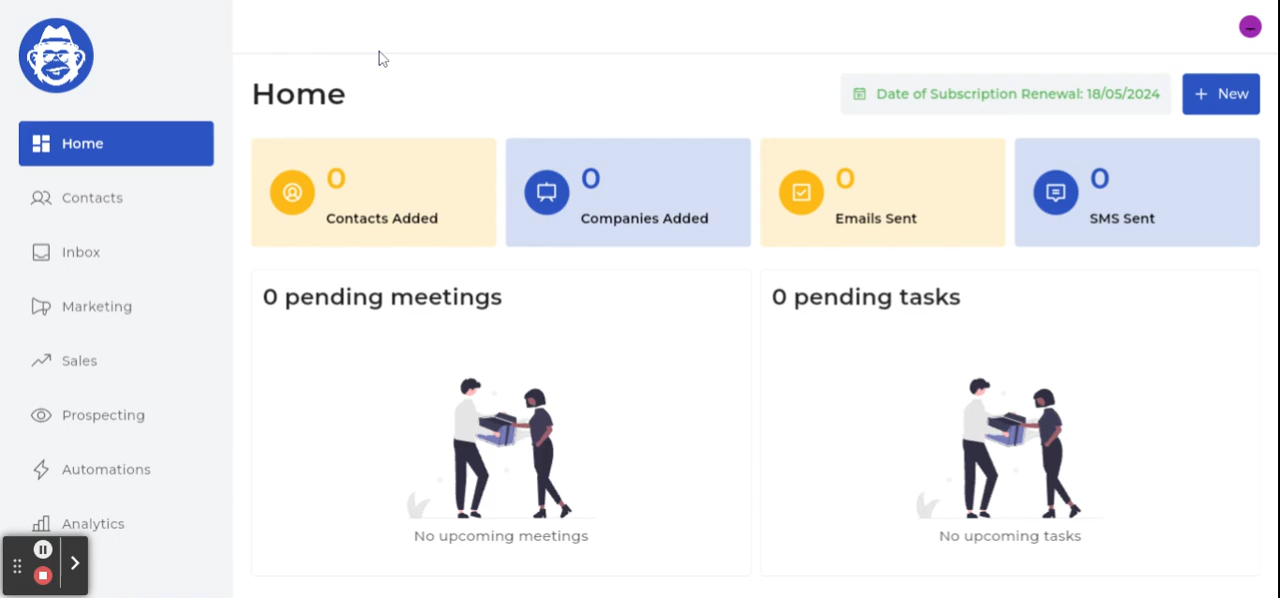 Home
Date of Subscription Renewal: 18/05/2024
+ New
Home
Contacts
Inbox
Marketing
Sales
Prospecting
Automations
Analytics
0
Contacts Added
0
Companies Added
0
Emails Sent
0
SMS Sent
0 pending meetings
No upcoming meetings
0 pending tasks
No upcoming tasks